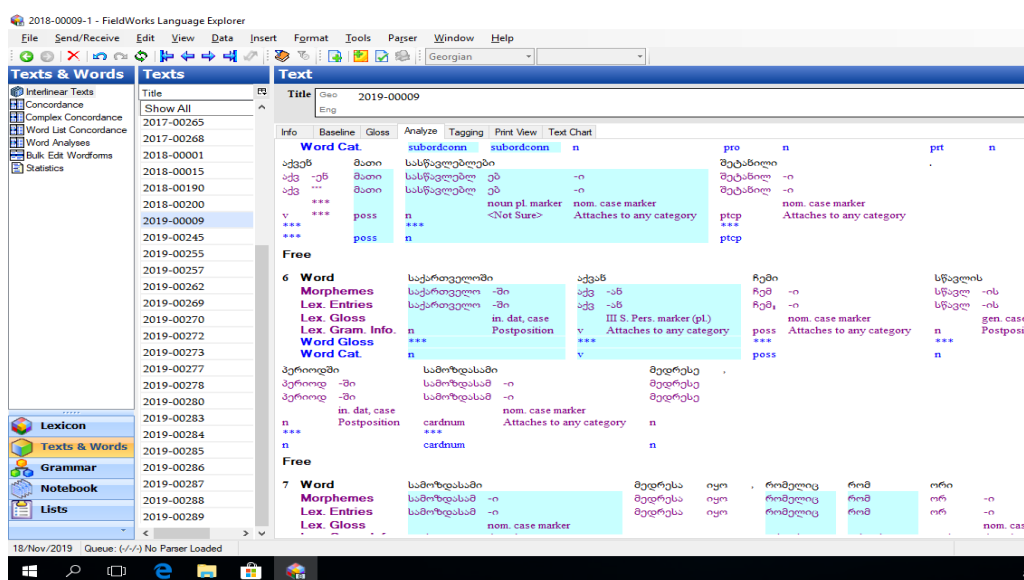 2018-00009-1 - FieldWorks Language Explorer
File Send/Receive Edit View Data Insert Format Tools Parser Window Help
Georgian
Texts & Words
Interlinear Texts
Concordance
Complex Concordance
Word List Concordance
Word Analyses
Bulk Edit Wordforms
Statistics
Lexicon
Texts & Words
Grammar
Notebook
Lists
Texts
Title
Show All
2017-00265
2017-00268
2018-00001
2018-00015
2018-00190
2018-00200
2019-00009
2019-00245
2019-00255
2019-00257
2019-00262
2019-00269
2019-00270
2019-00272
2019-00273
2019-00277
2019-00278
2019-00280
2019-00283
2019-00284
2019-00285
2019-00286
2019-00287
2019-00288
2019-00289
Text
Title Geo 2019-00009
Eng
Info Baseline Gloss Analyze Tagging Print View Text Chart
Word Cat. subordconn subordconn n pro n prt n
აქვენ მათი სასწავლებლები შეტანილი .
აქვ -ენ მათი სასწავლებლ ებ -ი შეტანილ -ი
აქვ *** მათი სასწავლებლ ებ -ი შეტანილ -ი
*** noun pl. marker nom. case marker nom. case marker
v *** poss n <Not Sure> Attaches to any category ptcp Attaches to any category
*** *** ***
*** poss n ptcp
Free
6 Word საქართველოში აქვან ჩემი სწავლის
Morphemes საქართველო -ში აქვ -ან ჩემ -ი სწავლ -ის
Lex. Entries საქართველო -ში აქვ -ან ჩემ₁ -ი სწავლ -ის
Lex. Gloss in. dat, case III S. Pers. marker (pl.) nom. case marker gen. case
Lex. Gram. Info. n Postposition v Attaches to any category poss Attaches to any category n Postposi
Word Gloss *** *** ***
Word Cat. n v poss n
პერიოდში სამოზდასამი მედრესე ,
პერიოდ -ში სამოზდასამ -ი მედრესე
პერიოდ -ში სამოზდასამ -ი მედრესე
in. dat, case nom. case marker
n Postposition cardnum Attaches to any category n
*** ***
n cardnum n
Free
7 Word სამოზდასამი მედრესა იყო , რომელიც რომ ორი
Morphemes სამოზდასამ -ი მედრესა იყო რომელიც რომ ორ -ი
Lex. Entries სამოზდასამ -ი მედრესა იყო რომელიც რომ ორ -ი
Lex. Gloss nom. case marker nom. cas
18/Nov/2019 Queue: (-/-/-) No Parser Loaded